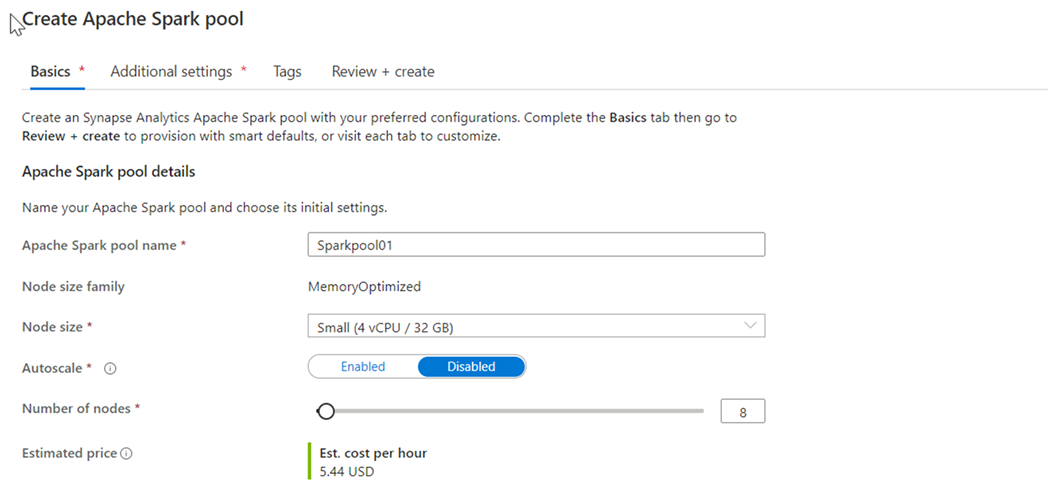 Create Apache Spark pool
Basics * Additional settings * Tags Review + create
Create an Synapse Analytics Apache Spark pool with your preferred configurations. Complete the Basics tab then go to
Review + create to provision with smart defaults, or visit each tab to customize.
Apache Spark pool details
Name your Apache Spark pool and choose its initial settings.
Apache Spark pool name * Sparkpool01
Node size family MemoryOptimized
Node size * Small (4 vCPU / 32 GB)
Autoscale * Enabled Disabled
Number of nodes * 8
Estimated price Est. cost per hour
5.44 USD